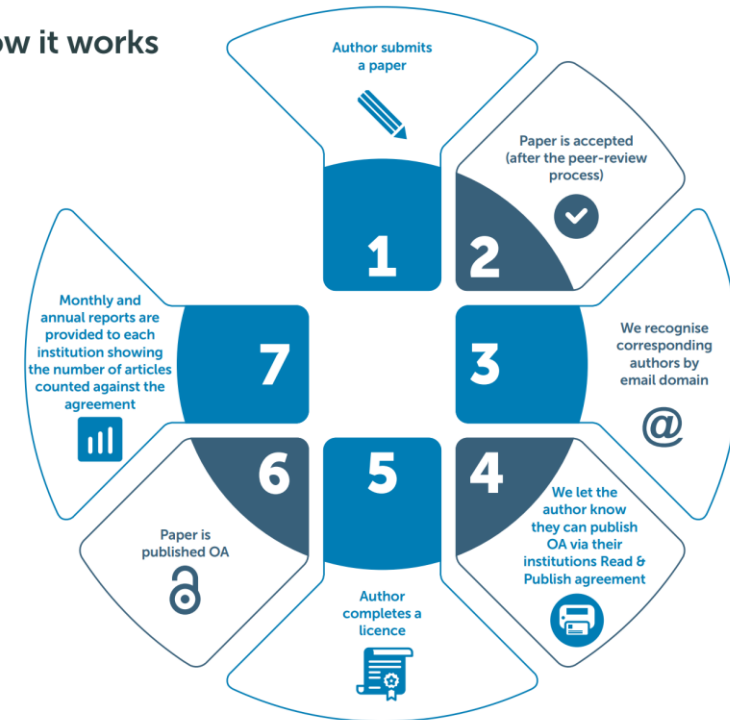 ow it works
Author submits
a paper
1
Paper is accepted
(after the peer-review
process)
2
We recognise
corresponding
authors by
email domain
@
3
We let the
author know
they can publish
OA via their
institutions Read &
Publish agreement
4
5
Author
completes a
licence
6
Paper is
published OA
7
Monthly and
annual reports are
provided to each
institution showing
the number of articles
counted against the
agreement